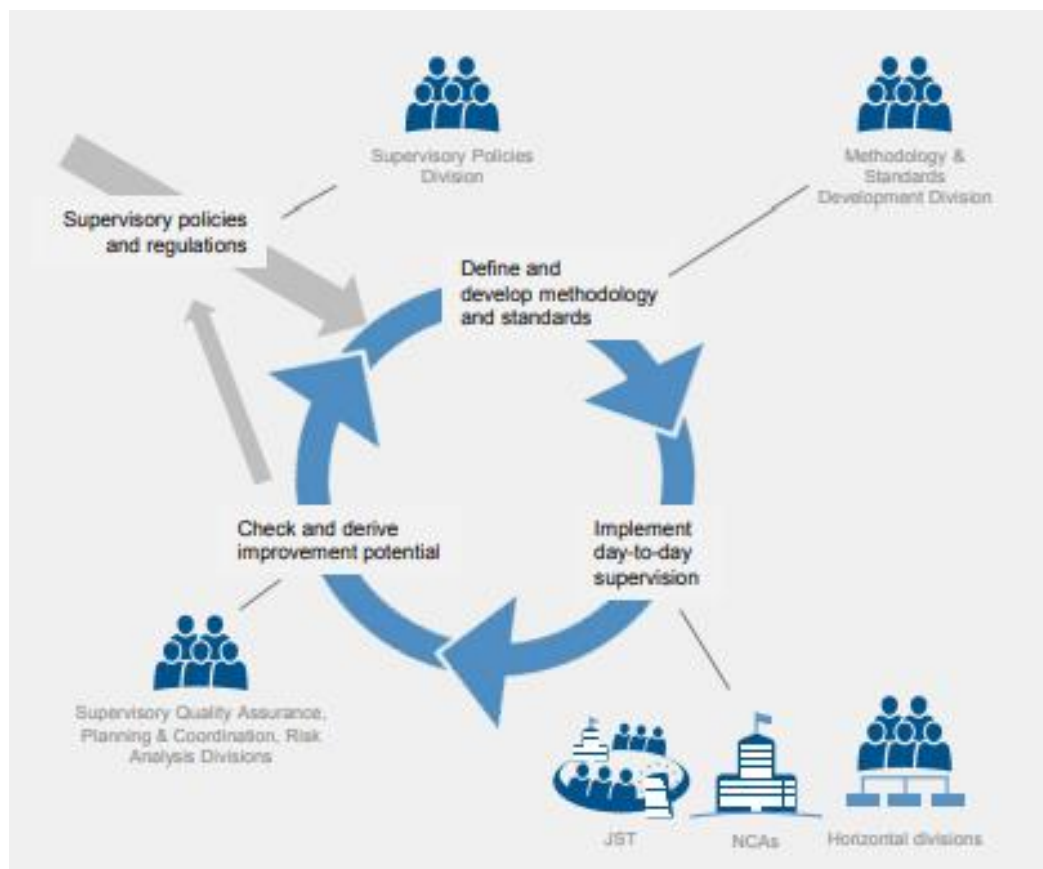 Supervisory Policies
Division
Methodology &
Standards
Development Division
Supervisory policies
and regulations
Define and
develop methodology
and standards
Check and derive
improvement potential
Implement
day-to-day
supervision
Supervisory Quality Assurance,
Planning & Coordination, Risk
Analysis Divisions
JST
NCAs
Horizontal divisions